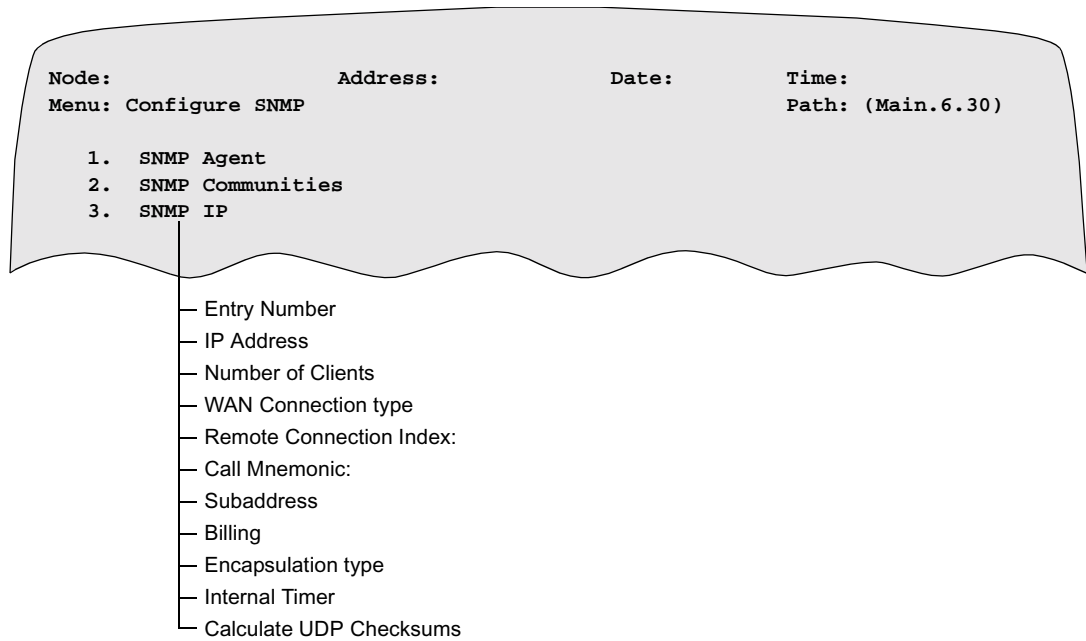 Node: Address: Date: Time:
Menu: Configure SNMP Path: (Main.6.30)
1. SNMP Agent
2. SNMP Communities
3. SNMP IP
Entry Number
IP Address
Number of Clients
WAN Connection type
Remote Connection Index:
Call Mnemonic:
Subaddress
Billing
Encapsulation type
Internal Timer
Calculate UDP Checksums